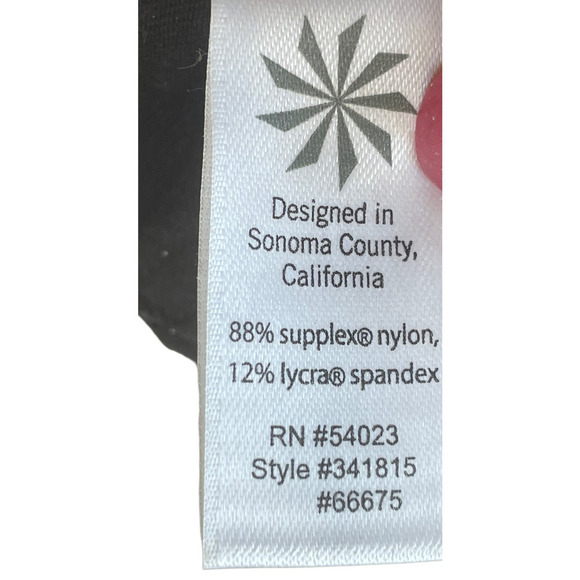 Designed in
Sonoma County,
California
88% supplex® nylon,
12% lycra® spandex
RN #54023
Style #341815
#66675